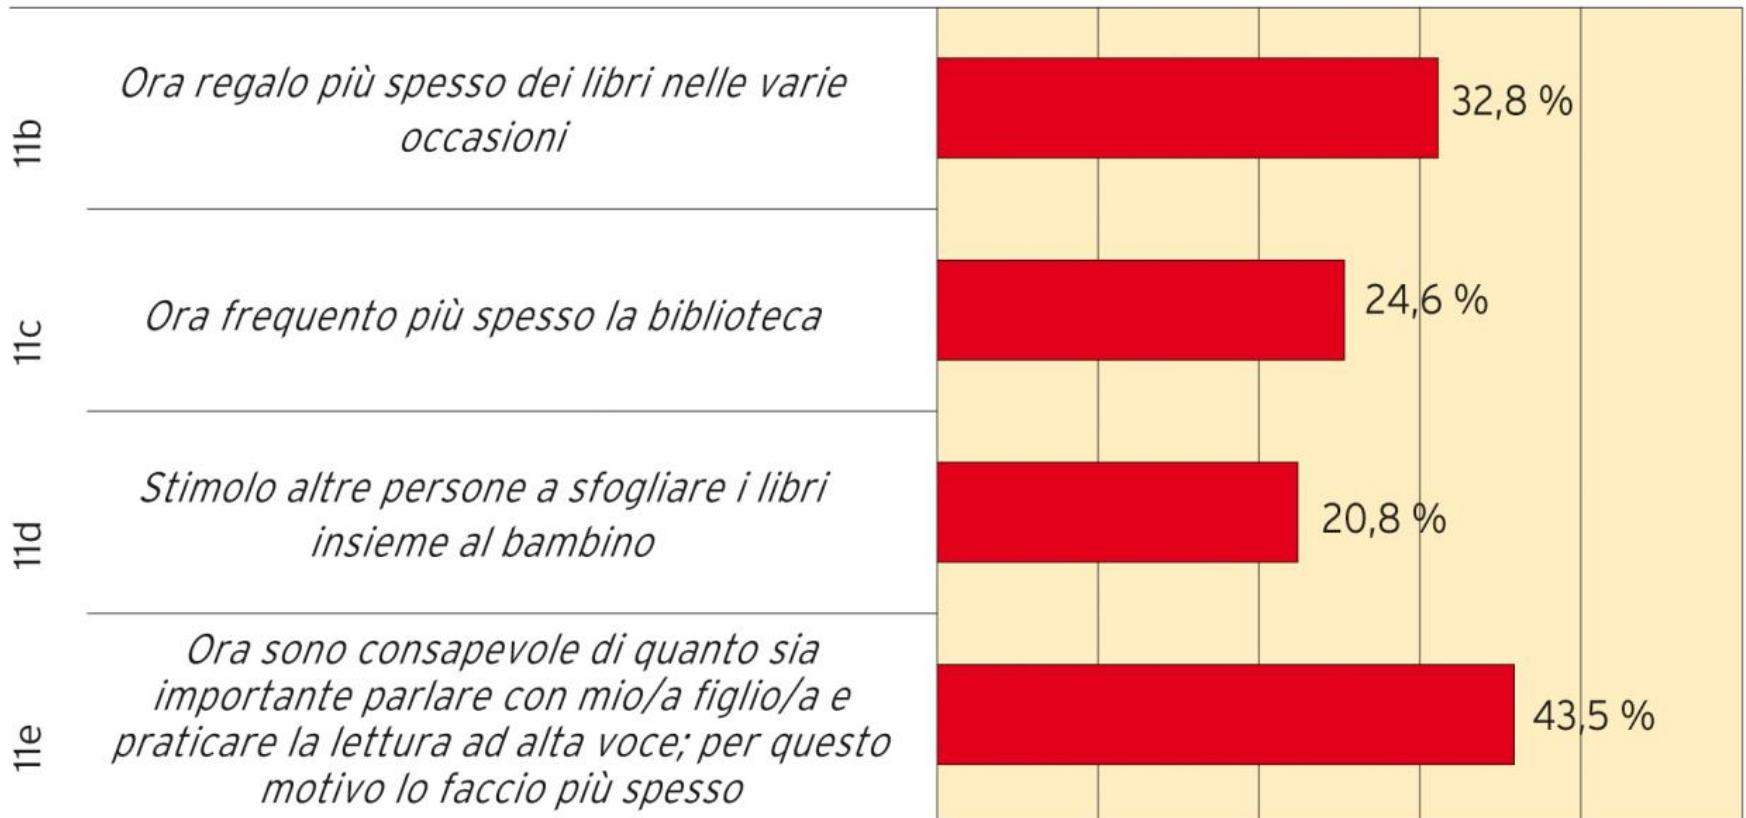 11b
Ora regalo più spesso dei libri nelle varie
occasioni
32,8 %
11c
Ora frequento più spesso la biblioteca
24,6 %
11d
Stimolo altre persone a sfogliare i libri
insieme al bambino
20,8 %
11e
Ora sono consapevole di quanto sia
importante parlare con mio/a figlio/a e
praticare la lettura ad alta voce; per questo
motivo lo faccio più spesso
43,5 %